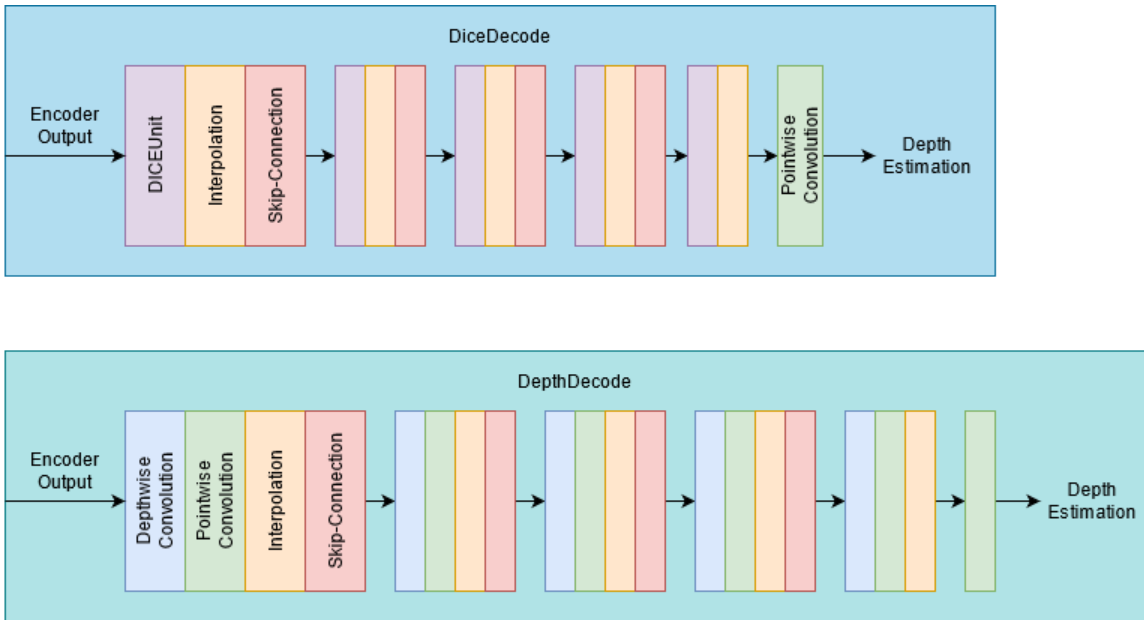 DiceDecode
Encoder
Output
DICEUnit
Interpolation
Skip-Connection
Pointwise
Convolution
Depth
Estimation
DepthDecode
Encoder
Output
Depthwise
Convolution
Pointwise
Convolution
Interpolation
Skip-Connection
Depth
Estimation